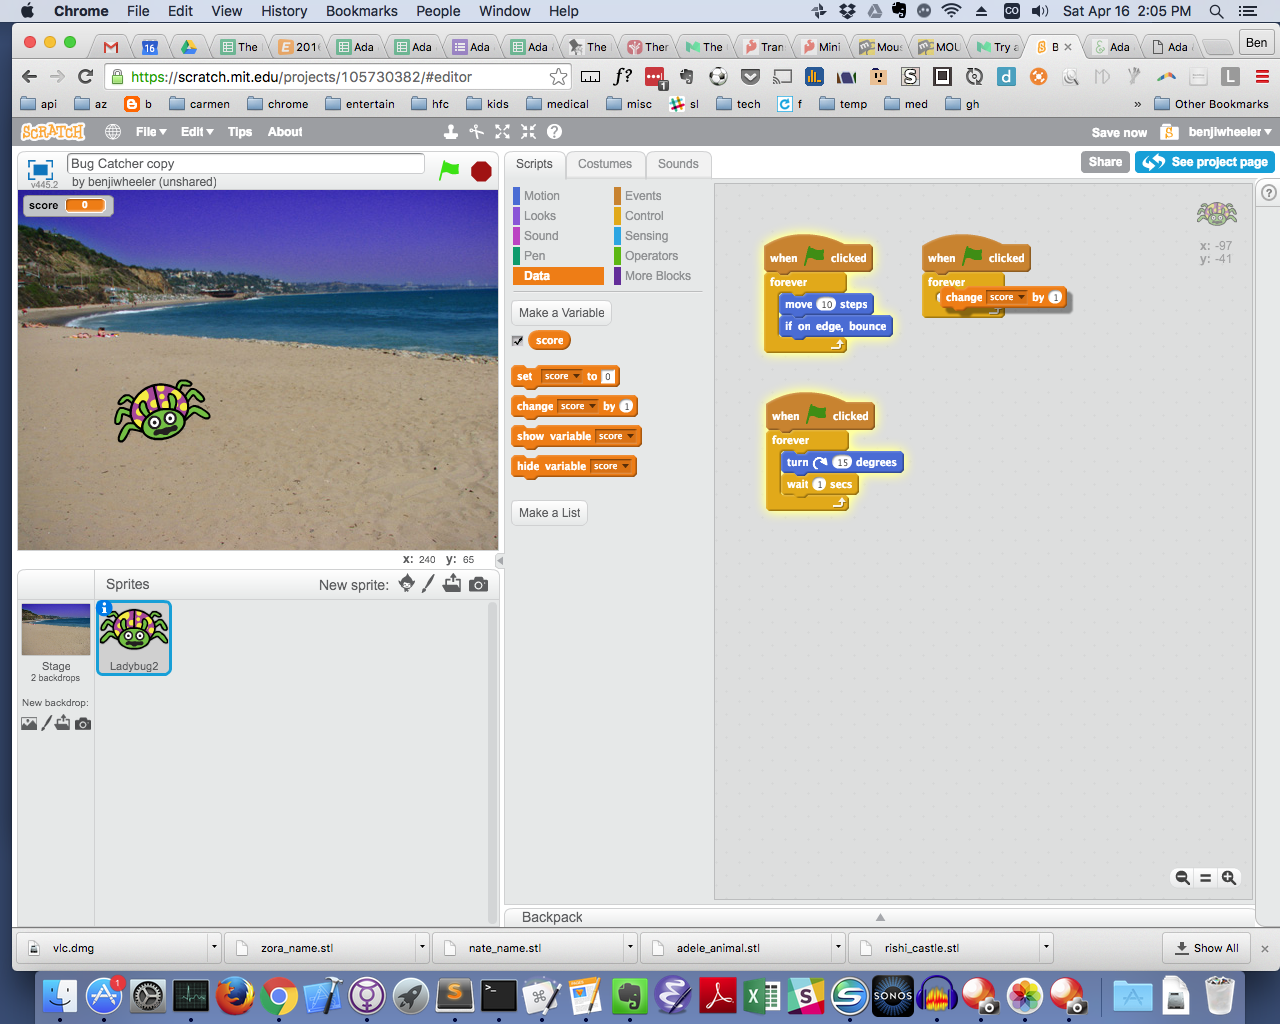 Chrome File Edit View History Bookmarks People Window Help Sat Apr 16 2:05 PM
16 The 2016 Ada Ada Ada Ada The Ther The Tran Mini Mous MOU Try a B Ada Ada Ben
https://scratch.mit.edu/projects/105730382/#editor
api az b carmen chrome entertain hfc kids medical misc sl tech f temp med gh » Other Bookmarks
SCRATCH File Edit Tips About Save now benjiwheeler
Bug Catcher copy
v445.2 by benjiwheeler (unshared)
Scripts Costumes Sounds
Share See project page
score 0
Motion Events
Looks Control
Sound Sensing
Pen Operators
Data More Blocks
Make a Variable
score
set score to 0
change score by 1
show variable score
hide variable score
Make a List
when clicked
forever
move 10 steps
if on edge, bounce
when clicked
forever
change score by 1
when clicked
forever
turn 15 degrees
wait 1 secs
x: -97
y: -41
x: 240 y: 65
Sprites New sprite:
Stage
2 backdrops
New backdrop:
Ladybug2
Backpack
vlc.dmg zora_name.stl nate_name.stl adele_animal.stl rishi_castle.stl Show All
1 SONOS